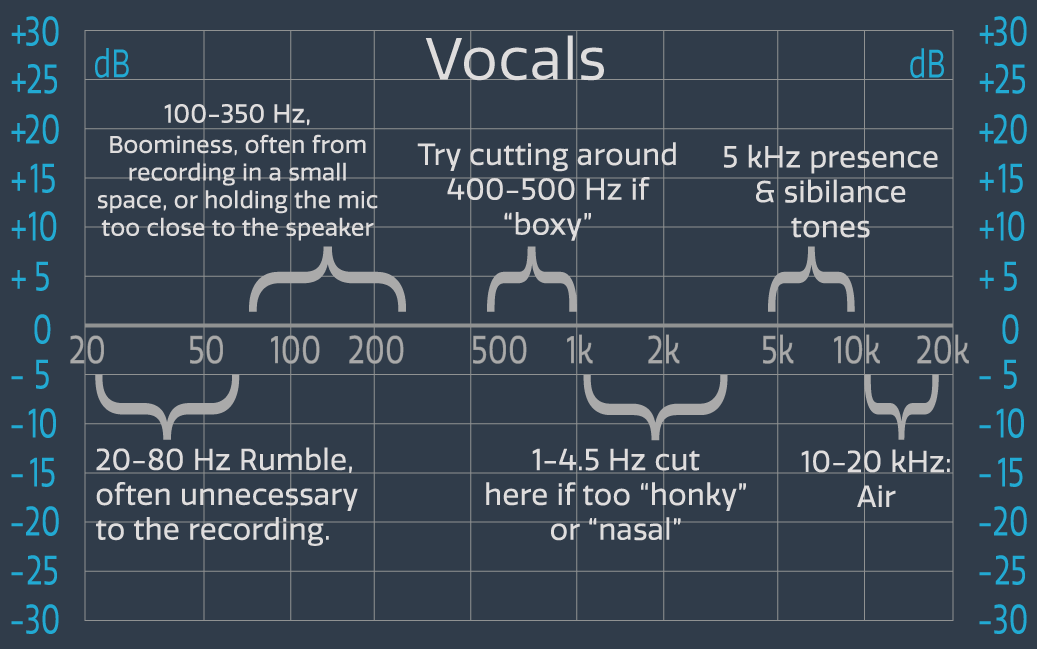 Vocals
+30
+25
+20
+15
+10
+ 5
0
- 5
-10
-15
-20
-25
-30
dB
dB
+30
+25
+20
+15
+10
+ 5
0
- 5
-10
-15
-20
-25
-30
100-350 Hz,
Boominess, often from
recording in a small
space, or holding the mic
too close to the speaker
Try cutting around
400-500 Hz if
“boxy”
5 kHz presence
& sibilance
tones
20 50 100 200 500 1k 2k 5k 10k 20k
20-80 Hz Rumble,
often unnecessary
to the recording.
1-4.5 Hz cut
here if too “honky”
or “nasal”
10-20 kHz:
Air